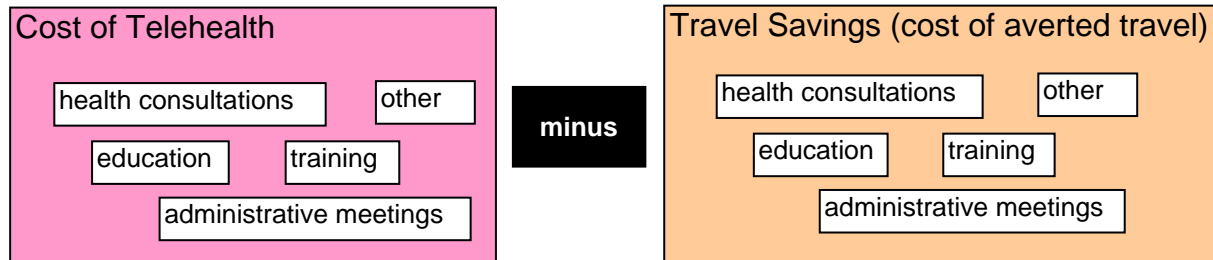 Cost of Telehealth
health consultations
other
education
training
administrative meetings
minus
Travel Savings (cost of averted travel)
health consultations
other
education
training
administrative meetings